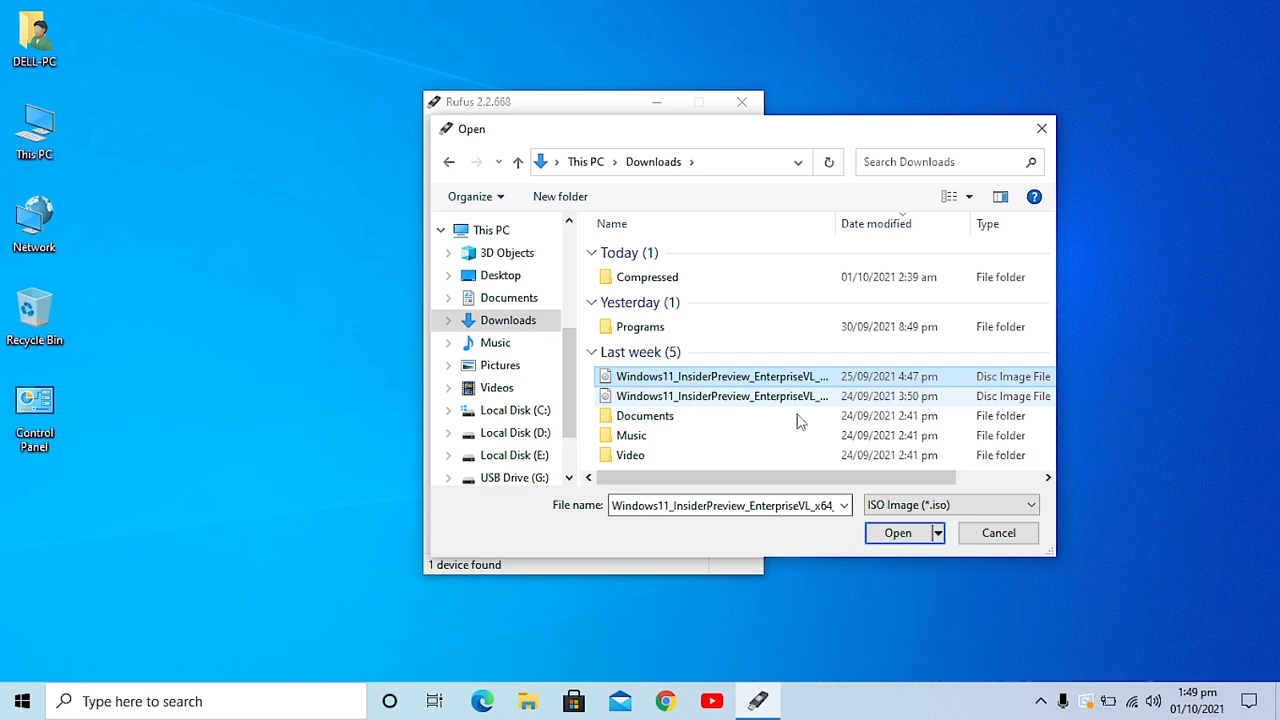 DELL-PC
This PC
Network
Recycle Bin
Control
Panel
Rufus 2.2.668
Open
This PC
Downloads
Search Downloads
Organize
New folder
This PC
3D Objects
Desktop
Documents
Downloads
Music
Pictures
Videos
Local Disk (C:)
Local Disk (D:)
Local Disk (E:)
USB Drive (G:)
Name Date modified Type
Today (1)
Compressed 01/10/2021 2:39 am File folder
Yesterday (1)
Programs 30/09/2021 8:49 pm File folder
Last week (5)
Windows11_InsiderPreview_EnterpriseVL_... 25/09/2021 4:47 pm Disc Image File
Windows11_InsiderPreview_EnterpriseVL_... 24/09/2021 3:50 pm Disc Image File
Documents 24/09/2021 2:41 pm File folder
Music 24/09/2021 2:41 pm File folder
Video 24/09/2021 2:41 pm File folder
File name: Windows11_InsiderPreview_EnterpriseVL_x64_ ISO Image (*.iso)
Open Cancel
1 device found
Type here to search
1:49 pm
01/10/2021